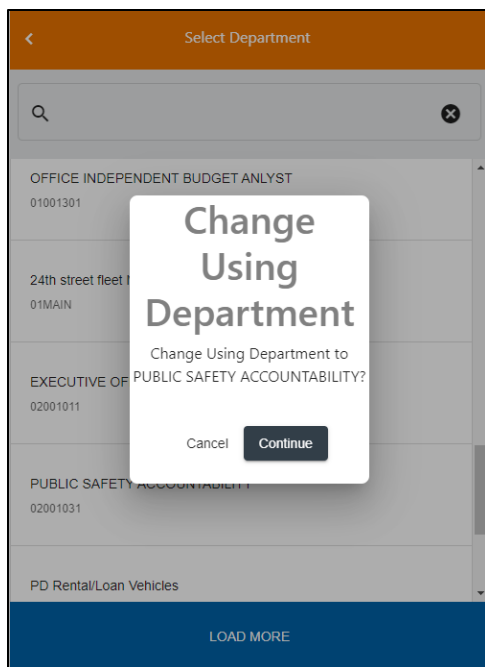 Select Department
OFFICE INDEPENDENT BUDGET ANLYST
01001301
24th street fleet
01MAIN
EXECUTIVE OF
02001011
PUBLIC SAFETY ACCOUNTABILITY
02001031
PD Rental/Loan Vehicles
LOAD MORE
Change
Using
Department
Change Using Department to
PUBLIC SAFETY ACCOUNTABILITY?
Cancel Continue